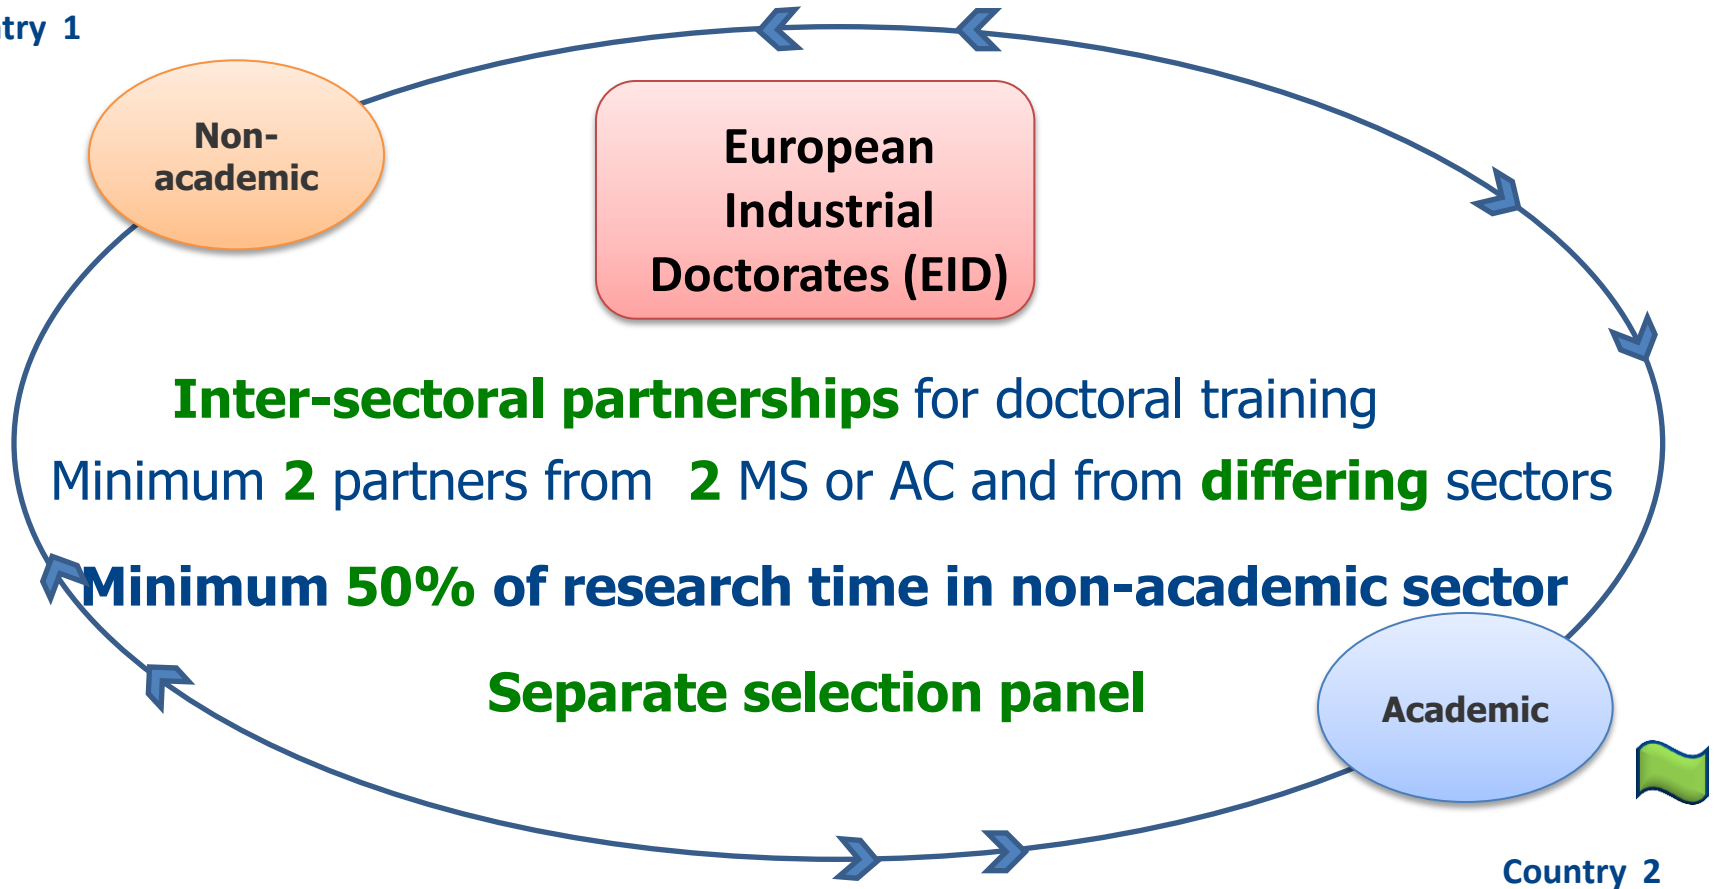 try 1
Non-
academic
European
Industrial
Doctorates (EID)
Inter-sectoral partnerships for doctoral training
Minimum 2 partners from 2 MS or AC and from differing sectors
Minimum 50% of research time in non-academic sector
Separate selection panel
Academic
Country 2